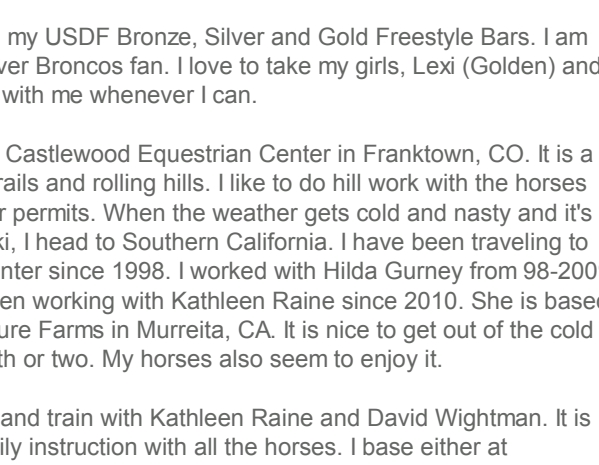 my USDF Bronze, Silver and Gold Freestyle Bars. I am
ver Broncos fan. I love to take my girls, Lexi (Golden) and
with me whenever I can.
Castlewood Equestrian Center in Franktown, CO. It is a
rails and rolling hills. I like to do hill work with the horses
r permits. When the weather gets cold and nasty and it's
ki, I head to Southern California. I have been traveling to
nter since 1998. I worked with Hilda Gurney from 98-200
en working with Kathleen Raine since 2010. She is based
ure Farms in Murreita, CA. It is nice to get out of the cold
th or two. My horses also seem to enjoy it.
and train with Kathleen Raine and David Wightman. It is
ily instruction with all the horses. I base either at